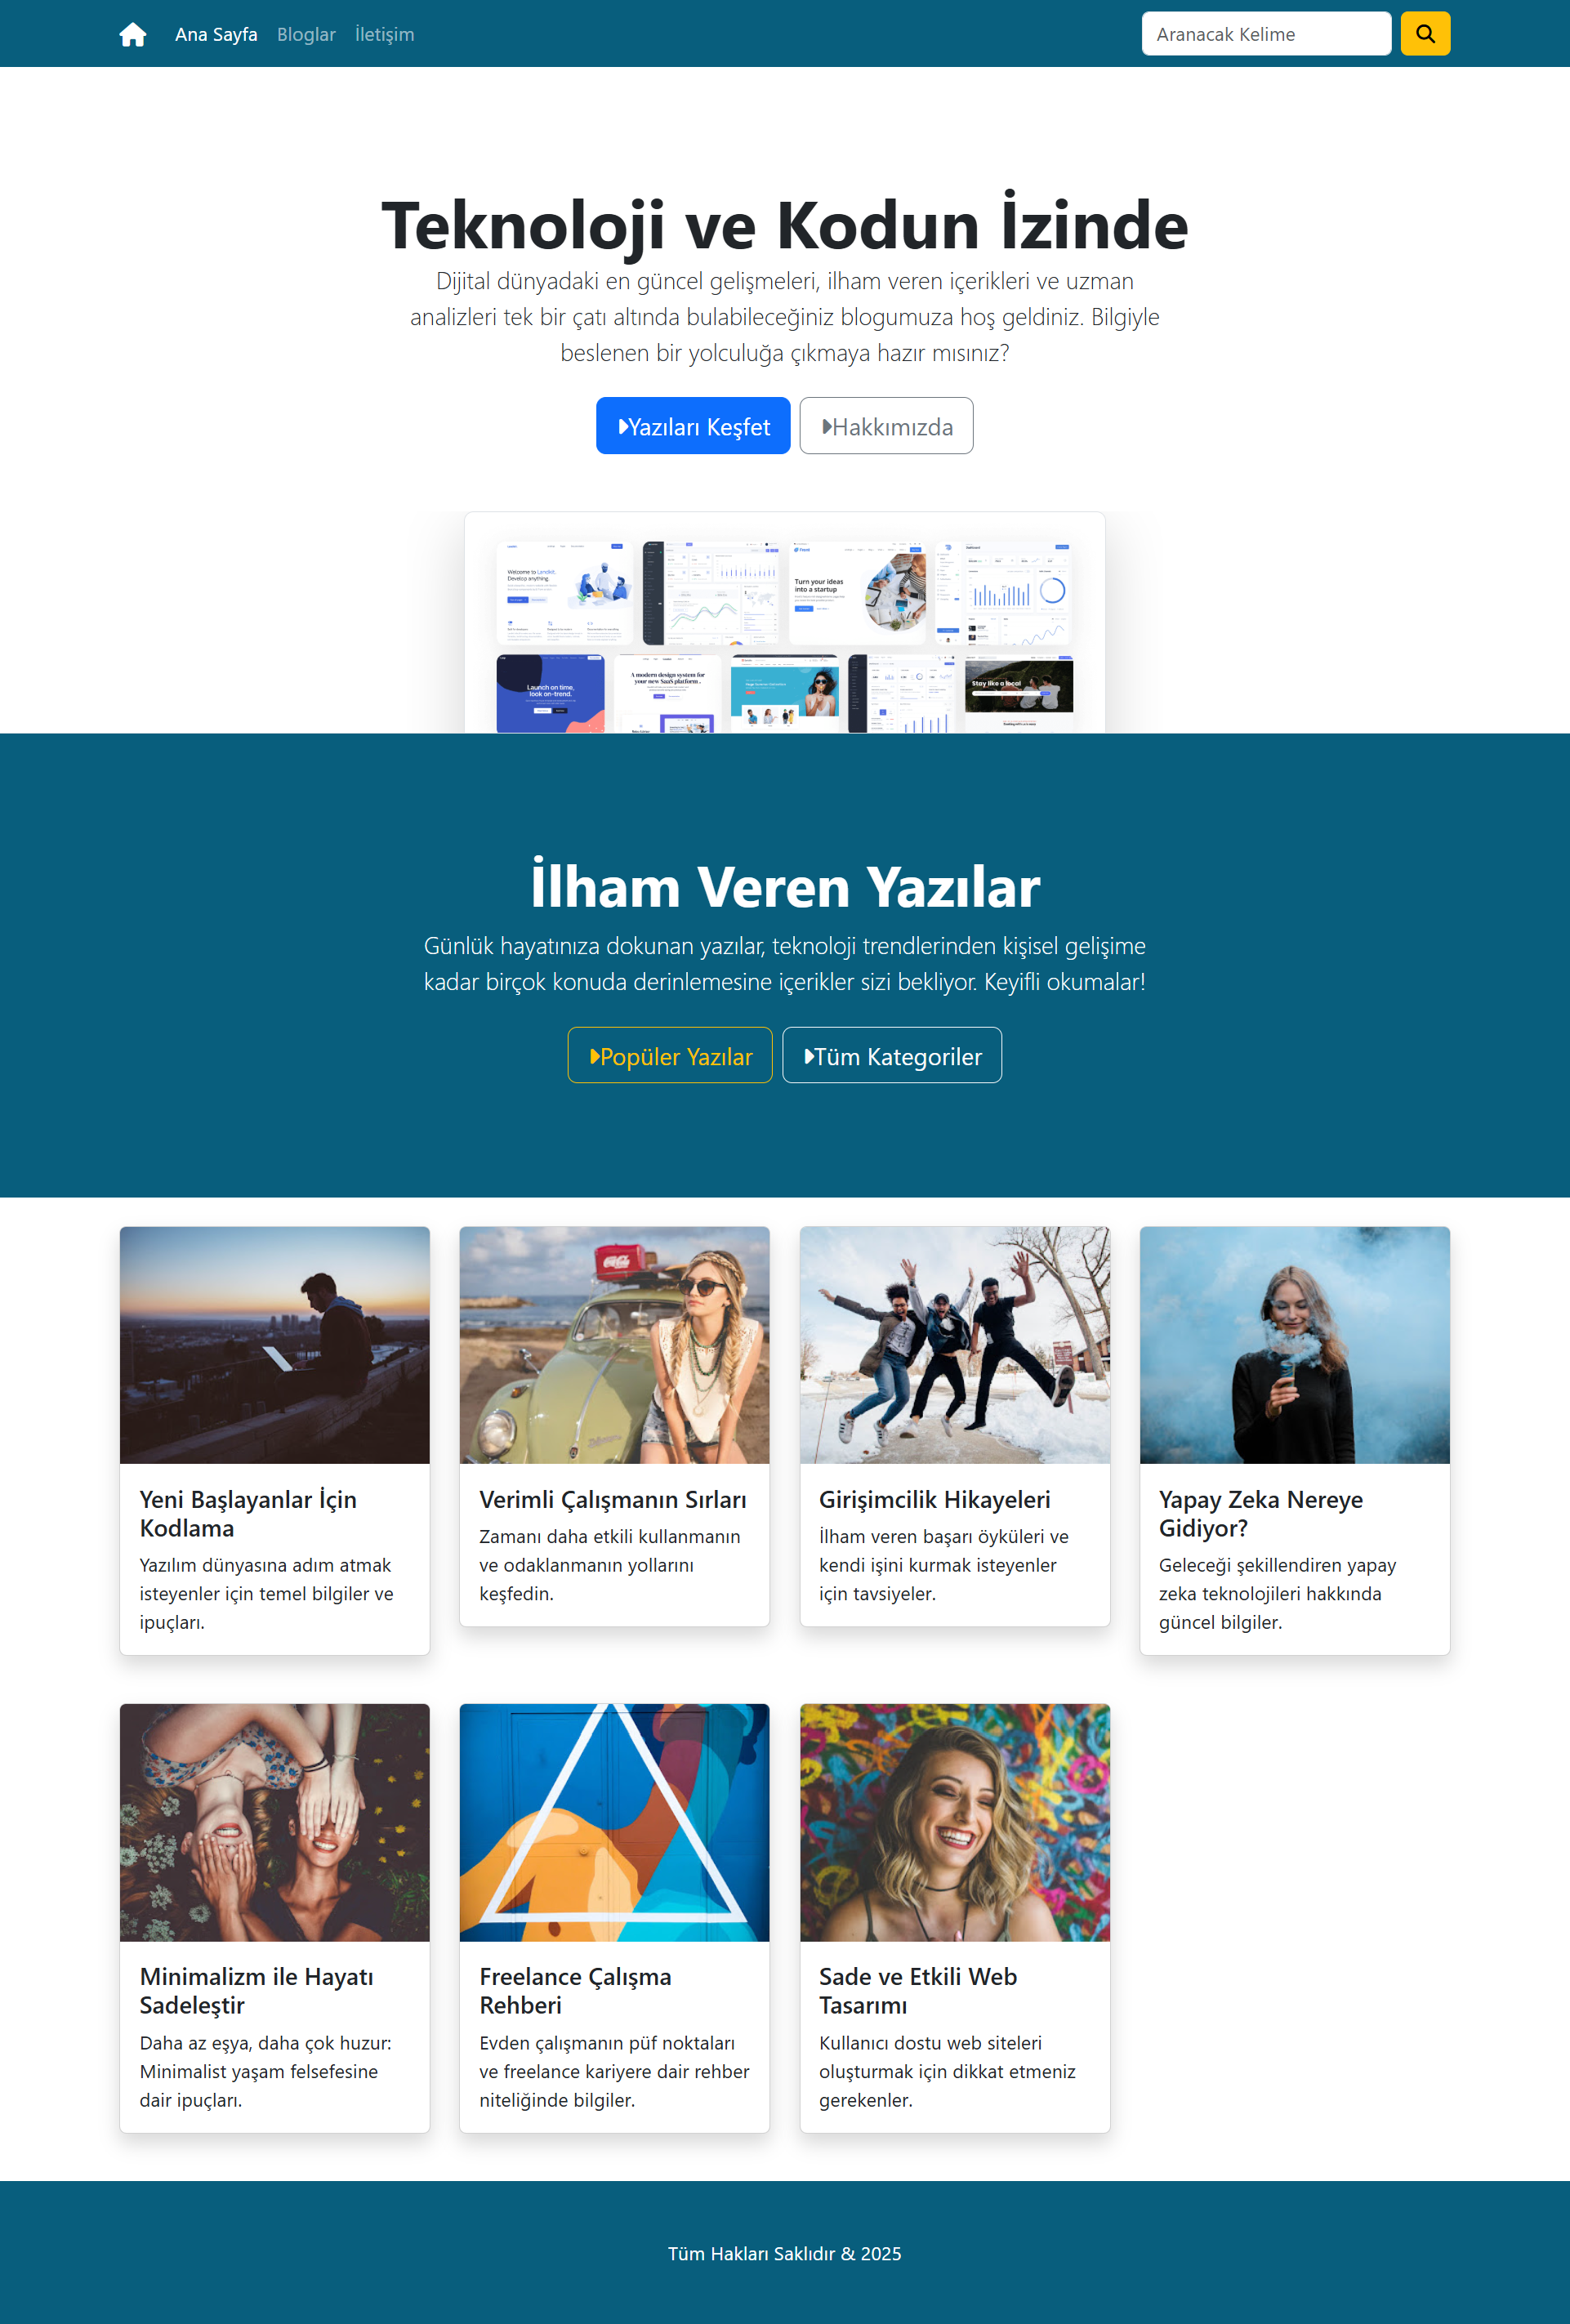 Ana Sayfa Bloglar İletişim Aranacak Kelime
Teknoloji ve Kodun İzinde
Dijital dünyadaki en güncel gelişmeleri, ilham veren içerikleri ve uzman
analizleri tek bir çatı altında bulabileceğiniz blogumuza hoş geldiniz. Bilgiyle
beslenen bir yolculuğa çıkmaya hazır mısınız?
Yazıları Keşfet Hakkımızda
Welcome to Landkit.
Develop anything.
Turn your ideas
into a startup
Launch on time,
look on-trend.
A modern design system for
your new SaaS platform.
Stay like a local
İlham Veren Yazılar
Günlük hayatınıza dokunan yazılar, teknoloji trendlerinden kişisel gelişime
kadar birçok konuda derinlemesine içerikler sizi bekliyor. Keyifli okumalar!
Popüler Yazılar Tüm Kategoriler
Coca-Cola
Yeni Başlayanlar İçin
Kodlama
Yazılım dünyasına adım atmak
isteyenler için temel bilgiler ve
ipuçları.
Verimli Çalışmanın Sırları
Zamanı daha etkili kullanmanın
ve odaklanmanın yollarını
keşfedin.
Girişimcilik Hikayeleri
İlham veren başarı öyküleri ve
kendi işini kurmak isteyenler
için tavsiyeler.
Yapay Zeka Nereye
Gidiyor?
Geleceği şekillendiren yapay
zeka teknolojileri hakkında
güncel bilgiler.
Minimalizm ile Hayatı
Sadeleştir
Daha az eşya, daha çok huzur:
Minimalist yaşam felsefesine
dair ipuçları.
Freelance Çalışma
Rehberi
Evden çalışmanın püf noktaları
ve freelance kariyere dair rehber
niteliğinde bilgiler.
Sade ve Etkili Web
Tasarımı
Kullanıcı dostu web siteleri
oluşturmak için dikkat etmeniz
gerekenler.
Tüm Hakları Saklıdır & 2025